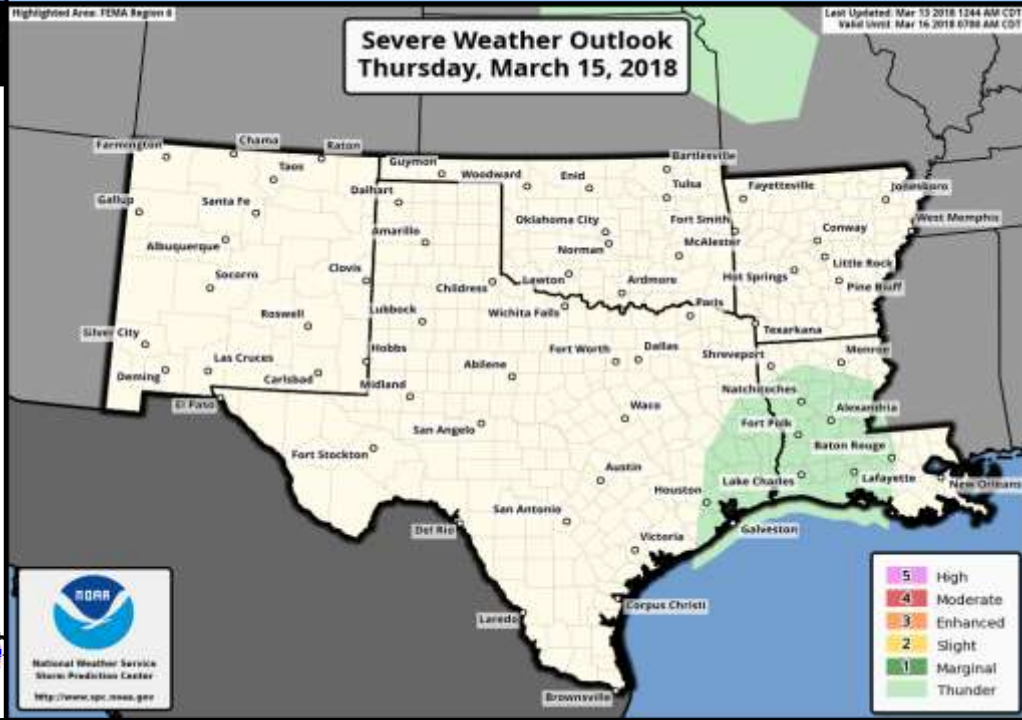 Highlighted Area: FEMA Region 6
Last Updated: Mar 13 2018 1244 AM CDT
Valid Until: Mar 16 2018 0700 AM CDT
Severe Weather Outlook
Thursday, March 15, 2018
Farmington
Chama
Raton
Taos
Guymon
Woodward
Enid
Bartlesville
Tulsa
Fayetteville
Jonesboro
Gallup
Santa Fe
Dalhart
Oklahoma City
Fort Smith
West Memphis
Albuquerque
Amarillo
Norman
McAlester
Conway
Socorro
Clovis
Childress
Lawton
Ardmore
Hot Springs
Little Rock
Pine Bluff
Roswell
Lubbock
Wichita Falls
Paris
Texarkana
Silver City
Las Cruces
Hobbs
Abilene
Fort Worth
Dallas
Shreveport
Monroe
Deming
Carlsbad
Midland
Natchitoches
El Paso
Waco
Alexandria
San Angelo
Fort Polk
Baton Rouge
Fort Stockton
Austin
Houston
Lake Charles
Lafayette
New Orleans
San Antonio
Del Rio
Victoria
Galveston
Laredo
Corpus Christi
Brownsville
NOAA
National Weather Service
Storm Prediction Center
http://www.spc.noaa.gov
5 High
4 Moderate
3 Enhanced
2 Slight
1 Marginal
Thunder